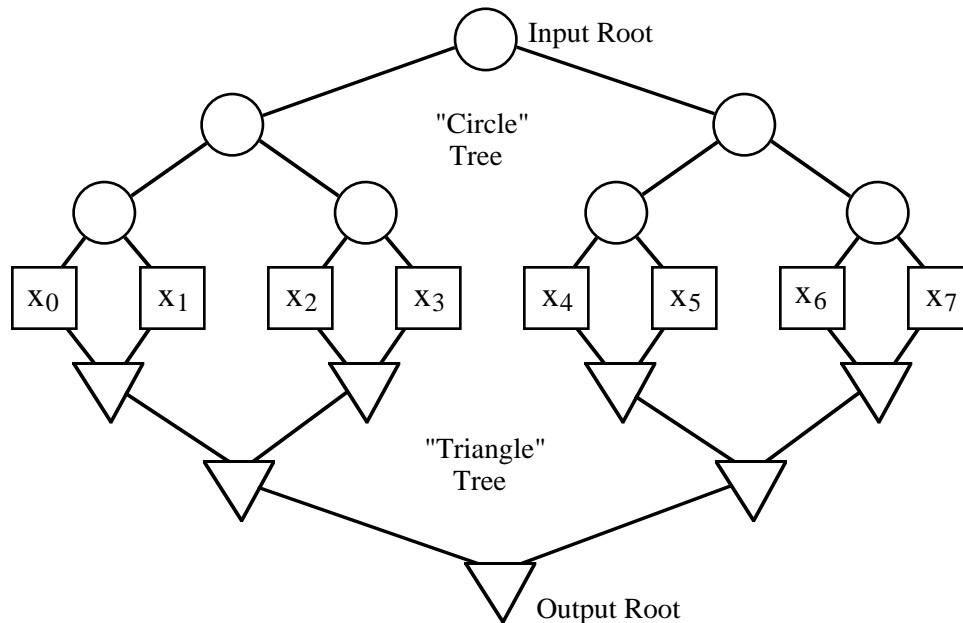 Input Root
"Circle"
Tree
x0 x1 x2 x3 x4 x5 x6 x7
"Triangle"
Tree
Output Root